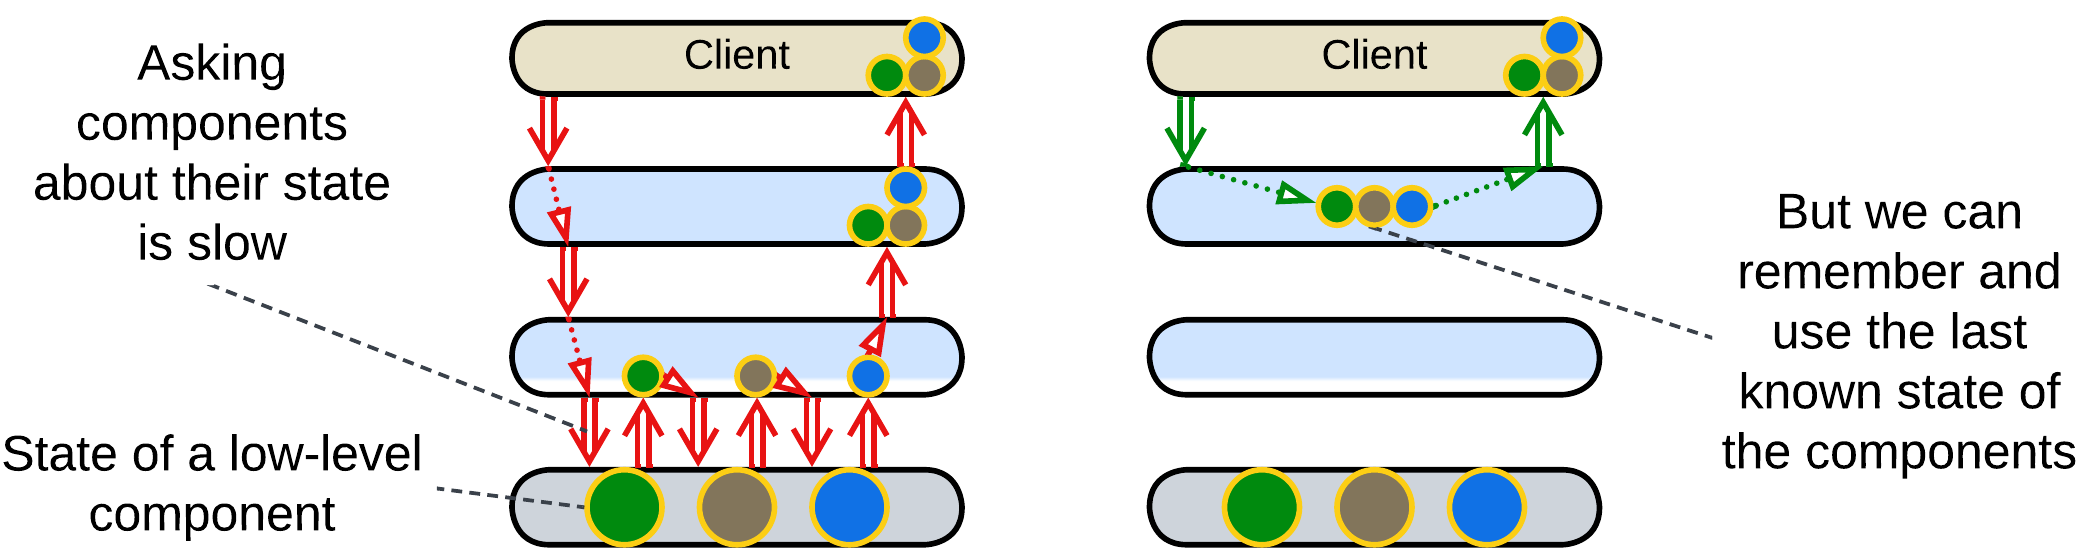 Asking
components
about their state
is slow
State of a low-level
component
Client
Client
But we can
remember and
use the last
known state of
the components